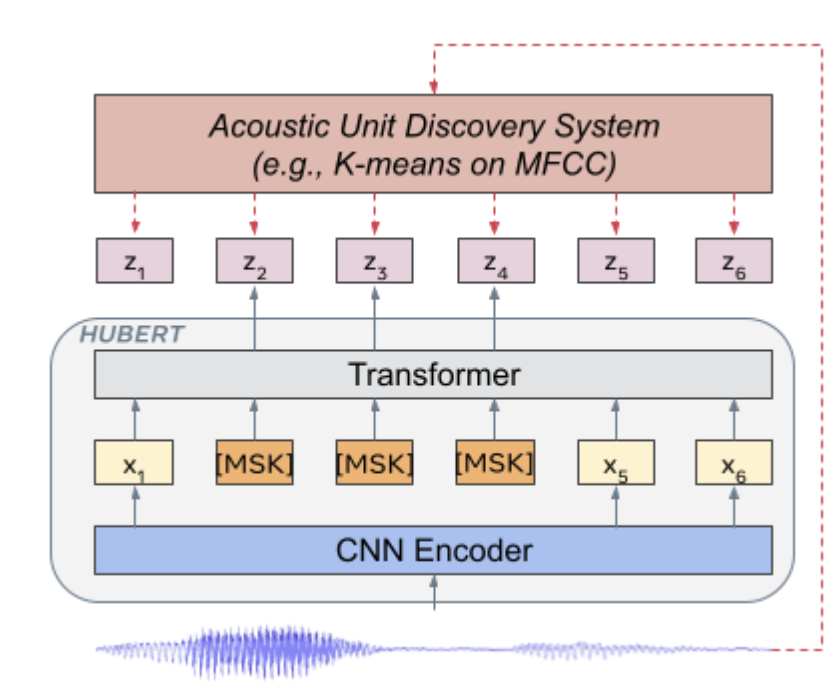 Acoustic Unit Discovery System
(e.g., K-means on MFCC)
z1 z2 z3 z4 z5 z6
HUBERT
Transformer
x1 [MSK] [MSK] [MSK] x5 x6
CNN Encoder